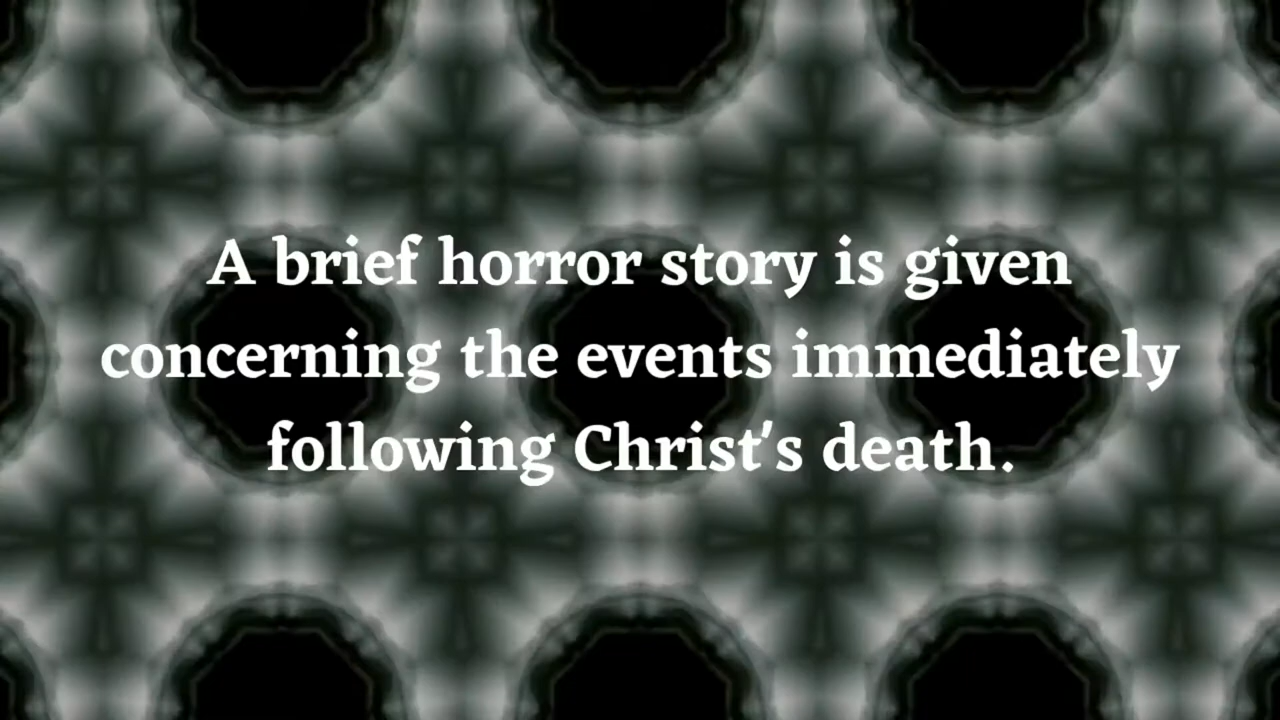 A brief horror story is given
concerning the events immediately
following Christ's death.